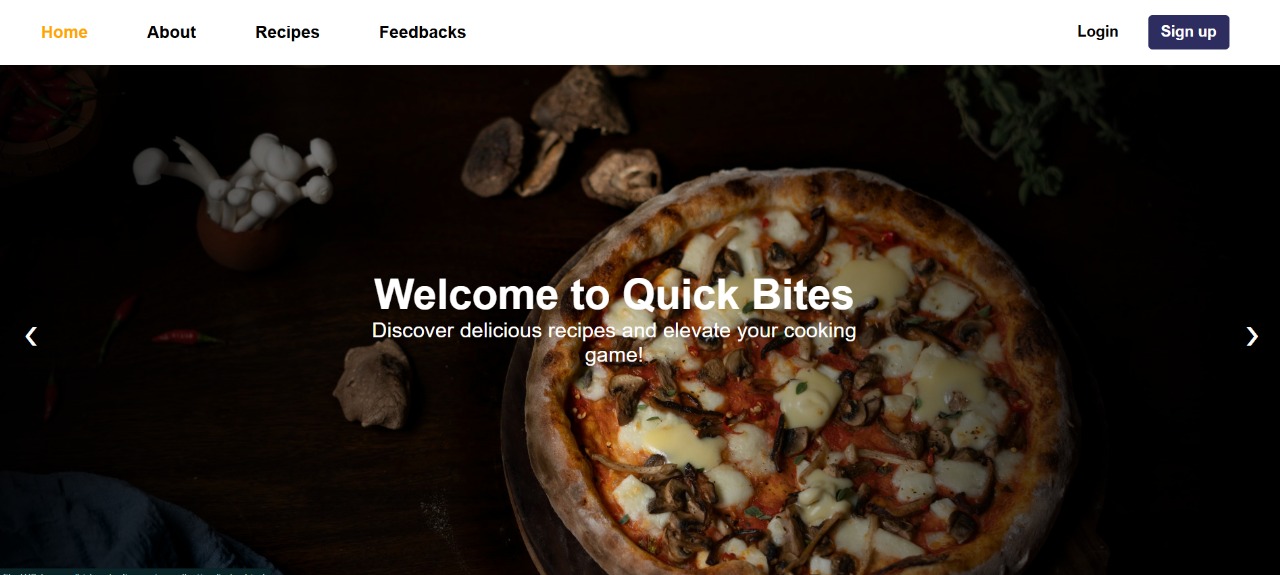 Home About Recipes Feedbacks Login Sign up
Welcome to Quick Bites
Discover delicious recipes and elevate your cooking
game!